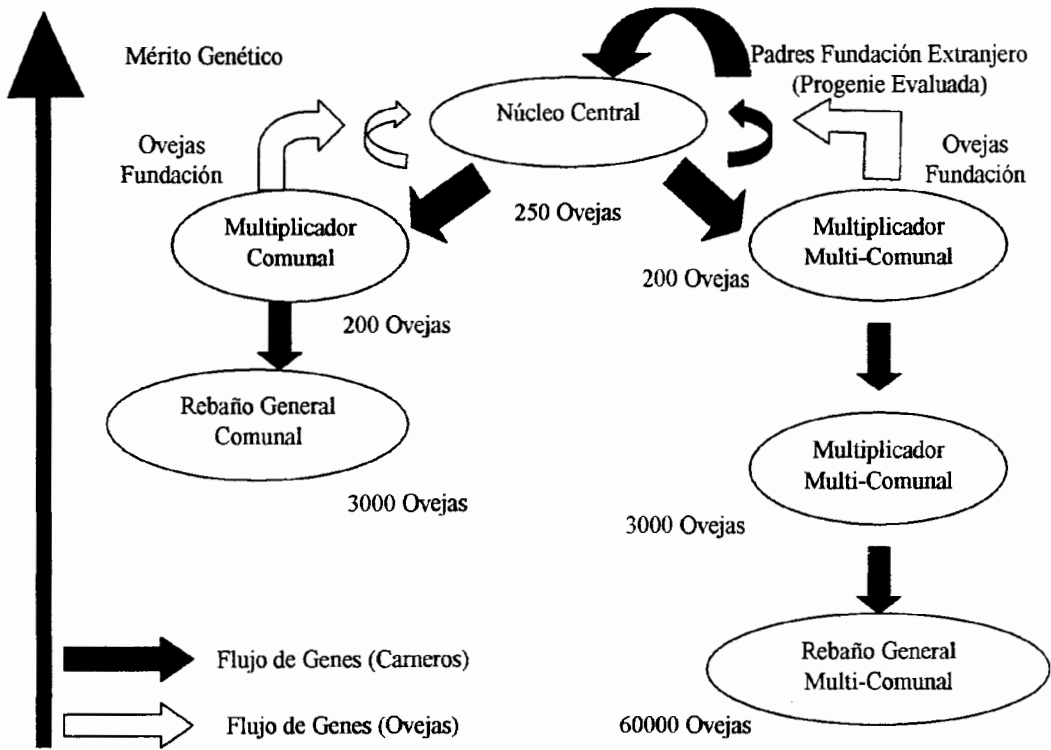 Mérito Genético
Padres Fundación Extranjero
(Progenie Evaluada)
Núcleo Central
Ovejas
Fundación
Ovejas
Fundación
250 Ovejas
Multiplicador
Comunal
Multiplicador
Multi-Comunal
200 Ovejas
200 Ovejas
Rebaño General
Comunal
3000 Ovejas
Multiplicador
Multi-Comunal
3000 Ovejas
Rebaño General
Multi-Comunal
60000 Ovejas
Flujo de Genes (Carneros)
Flujo de Genes (Ovejas)